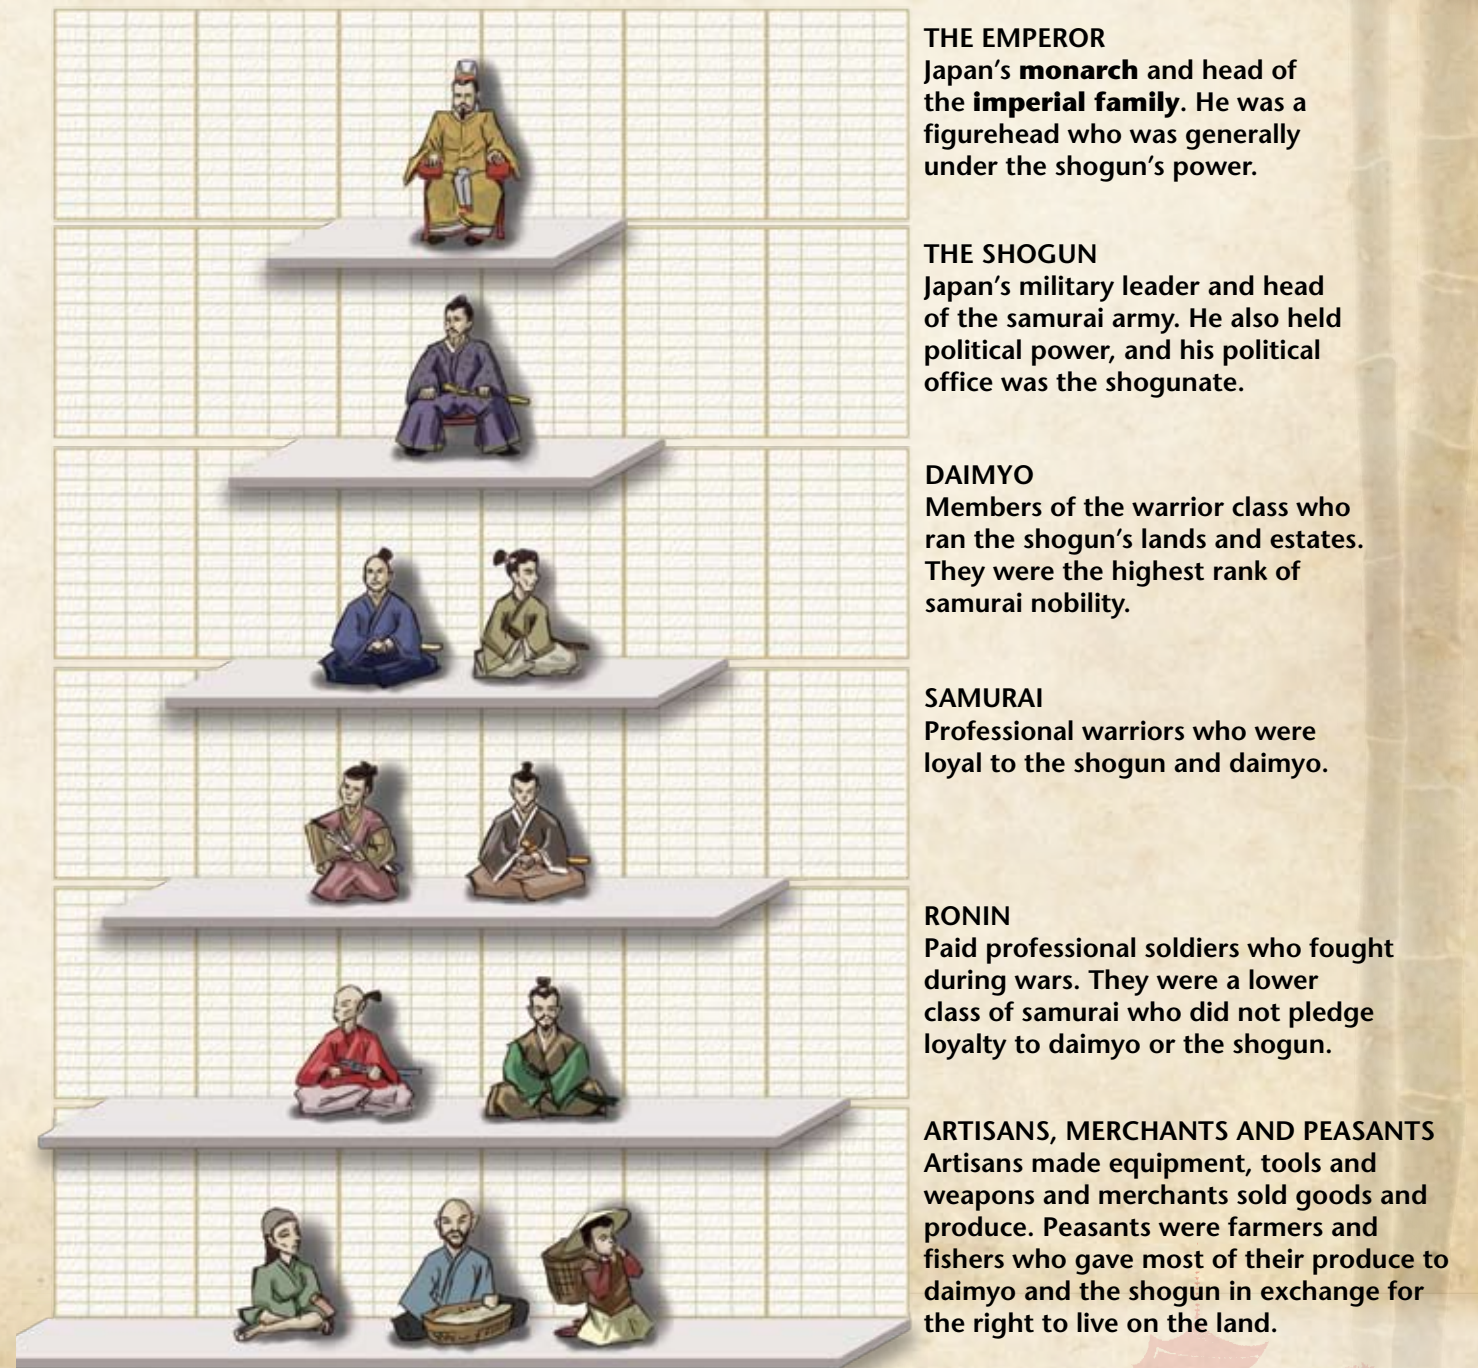 THE EMPEROR
Japan's monarch and head of
the imperial family. He was a
figurehead who was generally
under the shogun's power.
THE SHOGUN
Japan's military leader and head
of the samurai army. He also held
political power, and his political
office was the shogunate.
DAIMYO
Members of the warrior class who
ran the shogun's lands and estates.
They were the highest rank of
samurai nobility.
SAMURAI
Professional warriors who were
loyal to the shogun and daimyo.
RONIN
Paid professional soldiers who fought
during wars. They were a lower
class of samurai who did not pledge
loyalty to daimyo or the shogun.
ARTISANS, MERCHANTS AND PEASANTS
Artisans made equipment, tools and
weapons and merchants sold goods and
produce. Peasants were farmers and
fishers who gave most of their produce to
daimyo and the shogun in exchange for
the right to live on the land.